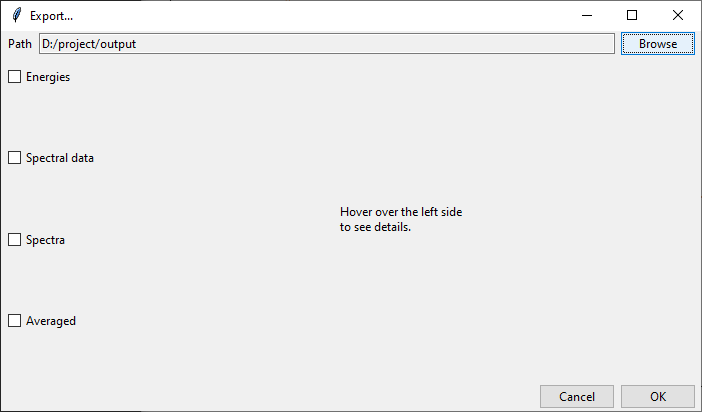 Export...
Path D:/project/output Browse
Energies
Spectral data
Hover over the left side
to see details.
Spectra
Averaged
Cancel OK